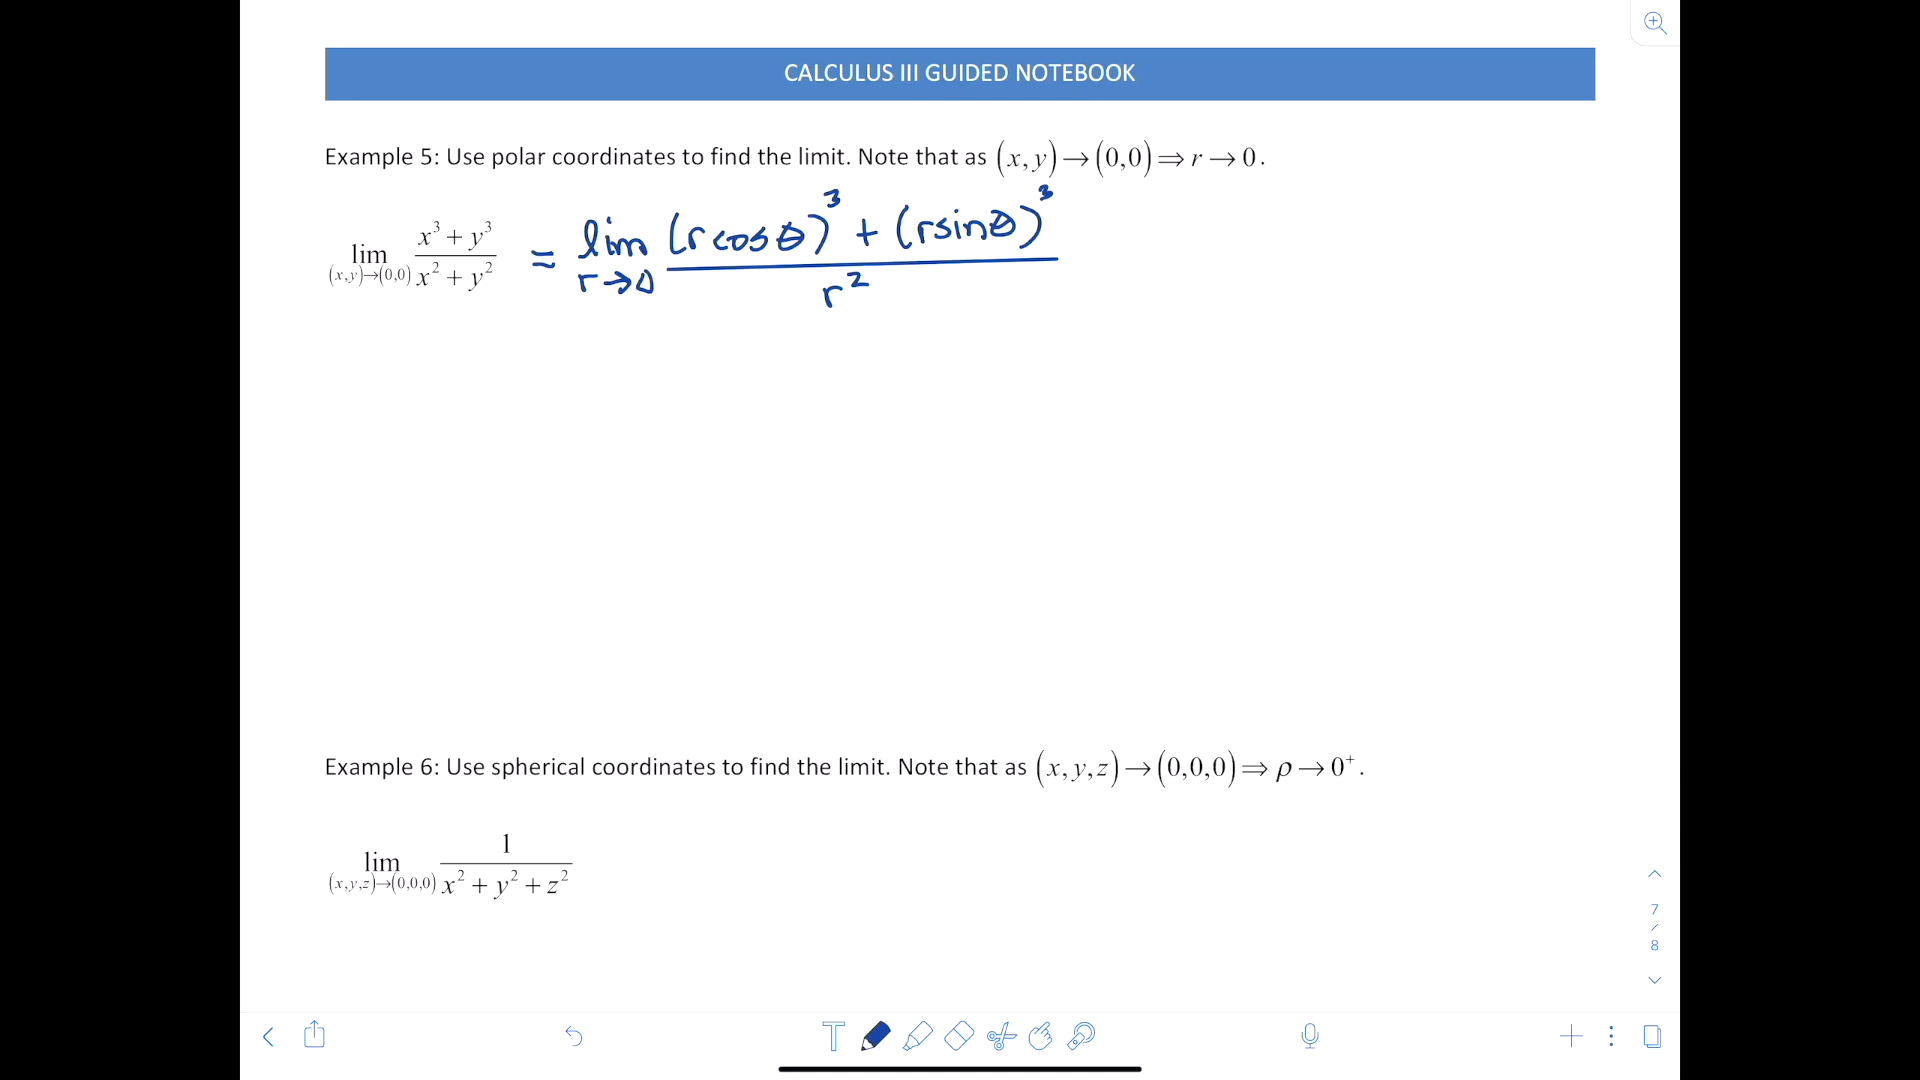 CALCULUS III GUIDED NOTEBOOK
Example 5: Use polar coordinates to find the limit. Note that as (x, y) → (0,0) ⇒ r → 0.
lim (x,y)→(0,0) (x³ + y³)/(x² + y²) = lim r→0 ((r cos θ)³ + (r sin θ)³)/r²
Example 6: Use spherical coordinates to find the limit. Note that as (x, y, z) → (0,0,0) ⇒ ρ → 0⁺.
lim (x,y,z)→(0,0,0) 1/(x² + y² + z²)
7
/
8
T